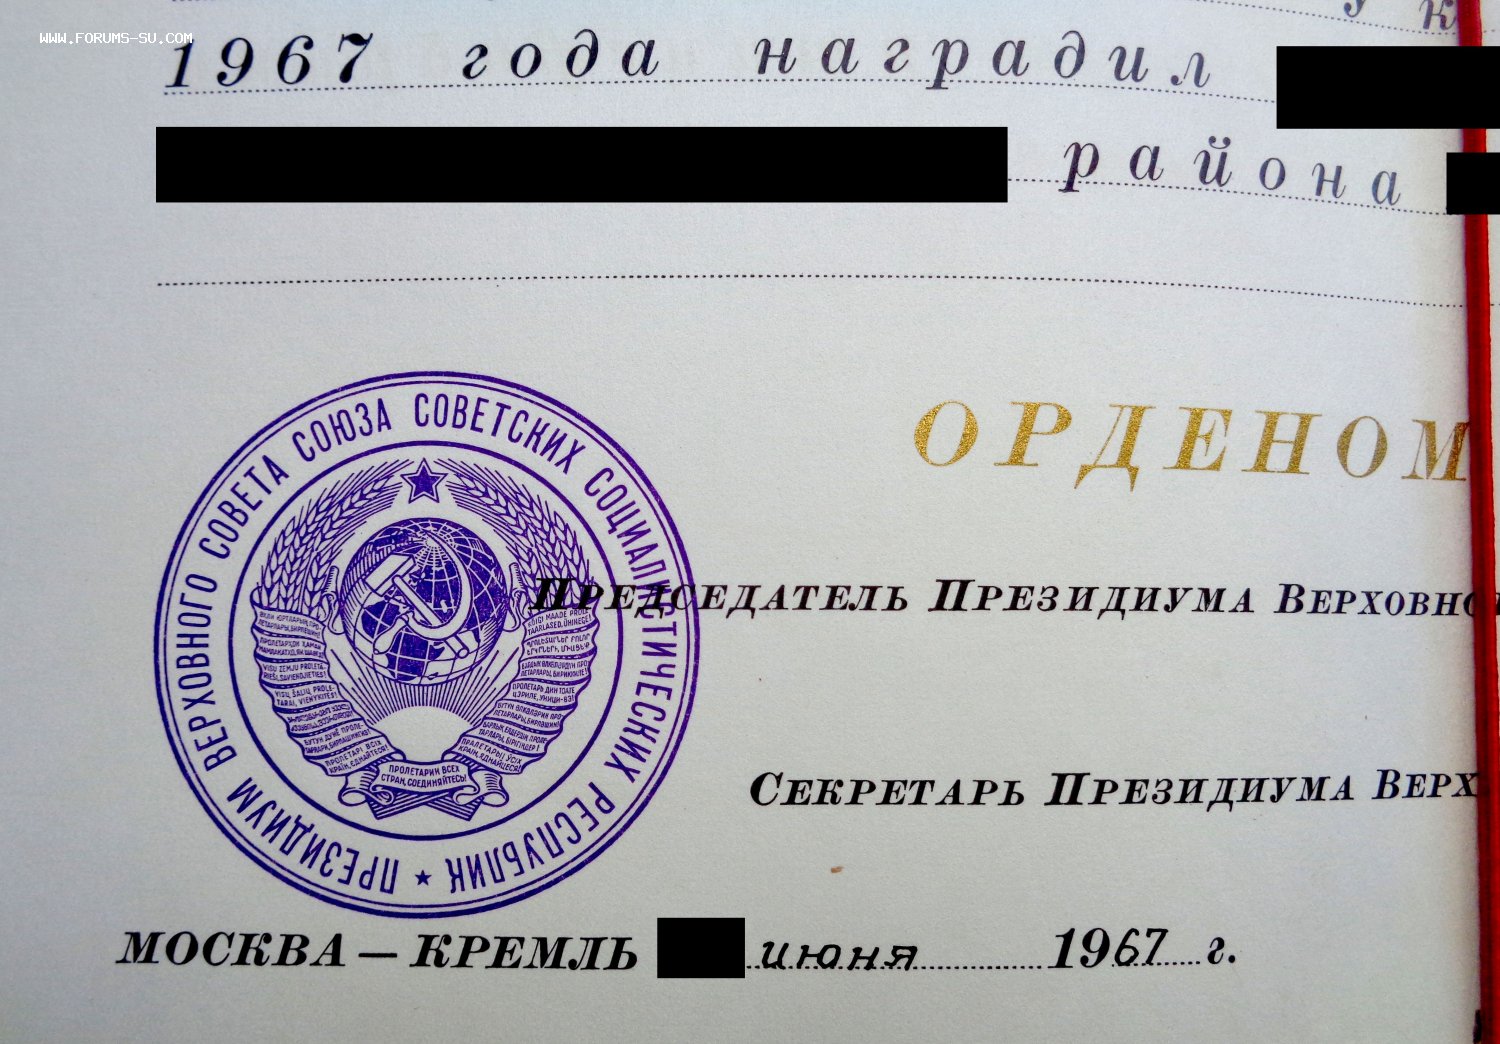 WWW.FORUMS-SU.COM
1967 года наградил
района
ОРДЕНОМ
ПРЕДСЕДАТЕЛЬ ПРЕЗИДИУМА ВЕРХОВНО
СЕКРЕТАРЬ ПРЕЗИДИУМА ВЕРХ
ПРЕЗИДИУМ ВЕРХОВНОГО СОВЕТА СОЮЗА СОВЕТСКИХ СОЦИАЛИСТИЧЕСКИХ РЕСПУБЛИК
ПРОЛЕТАРИИ ВСЕХ
СТРАН, СОЕДИНЯЙТЕСЬ!
МОСКВА — КРЕМЛЬ июня 1967 г.